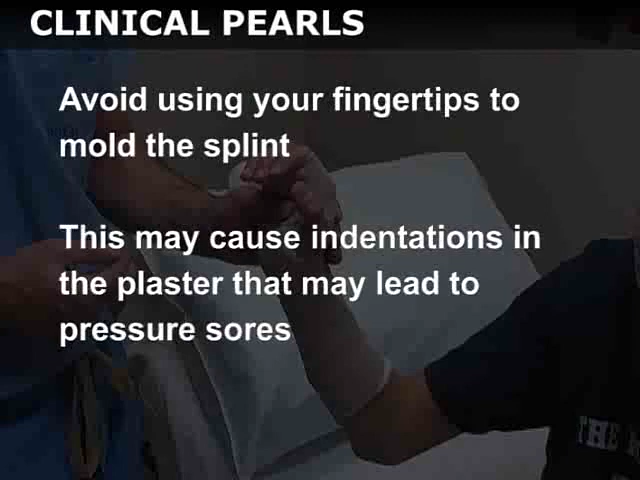 CLINICAL PEARLS
Avoid using your fingertips to
mold the splint
This may cause indentations in
the plaster that may lead to
pressure sores
THE